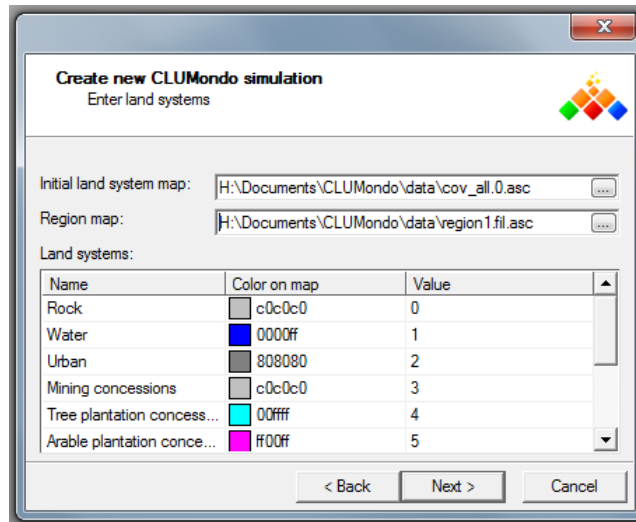 Create new CLUMondo simulation
Enter land systems
Initial land system map: H:\Documents\CLUMondo\data\cov_all.0.asc ...
Region map: H:\Documents\CLUMondo\data\region1.fil.asc ...
Land systems:
Name Color on map Value
Rock c0c0c0 0
Water 0000ff 1
Urban 808080 2
Mining concessions c0c0c0 3
Tree plantation concess... 00ffff 4
Arable plantation conce... ff00ff 5
< Back Next > Cancel